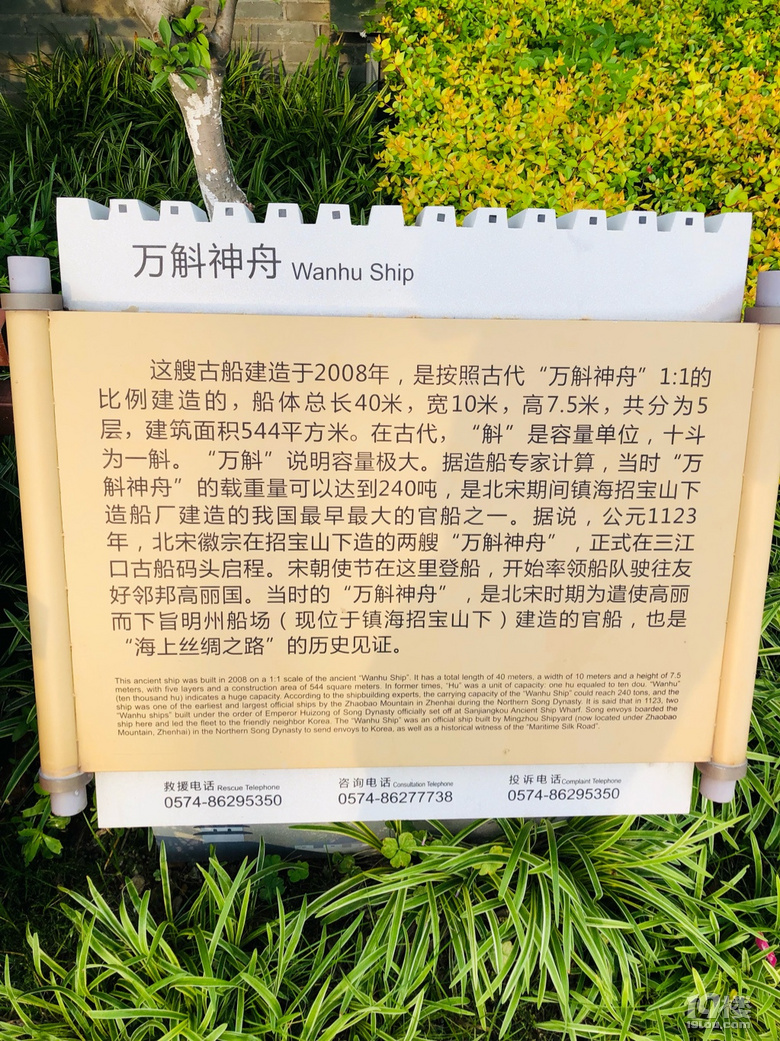 万斛神舟 Wanhu Ship
这艘古船建造于2008年，是按照古代“万斛神舟”1:1的
比例建造的，船体总长40米，宽10米，高7.5米，共分为5
层，建筑面积544平方米。在古代，“斛”是容量单位，十斗
为一斛。“万斛”说明容量极大。据造船专家计算，当时“万
斛神舟”的载重量可以达到240吨，是北宋期间镇海招宝山下
造船厂建造的我国最早最大的官船之一。据说，公元1123
年，北宋徽宗在招宝山下造的两艘“万斛神舟”，正式在三江
口古船码头启程。宋朝使节在这里登船，开始率领船队驶往友
好邻邦高丽国。当时的“万斛神舟”，是北宋时期为遣使高丽
而下旨明州船场（现位于镇海招宝山下）建造的官船，也是
“海上丝绸之路”的历史见证。
This ancient ship was built in 2008 on a 1:1 scale of the ancient “Wanhu Ship”. It has a total length of 40 meters, a width of 10 meters and a height of 7.5
meters, with five layers and a construction area of 544 square meters. In former times, “Hu” was a unit of capacity: one hu equaled to ten dou. “Wanhu”
(ten thousand hu) indicates a huge capacity. According to the shipbuilding experts, the carrying capacity of the “Wanhu Ship” could reach 240 tons, and the
ship was one of the earliest and largest official ships by the Zhaobao Mountain in Zhenhai during the Northern Song Dynasty. It is said that in 1123, two
“Wanhu ships” built under the order of Emperor Huizong of Song Dynasty officially set off at Sanjiangkou Ancient Ship Wharf. Song envoys boarded the
ship here and led the fleet to the friendly neighbor Korea. The “Wanhu Ship” was an official ship built by Mingzhou Shipyard (now located under Zhaobao
Mountain, Zhenhai) in the Northern Song Dynasty to send envoys to Korea, as well as a historical witness of the “Maritime Silk Road”.
救援电话 Rescue Telephone 咨询电话 Consultation Telephone 投诉电话 Complaint Telephone
0574-86295350 0574-86277738 0574-86295350
19楼
19lou.com